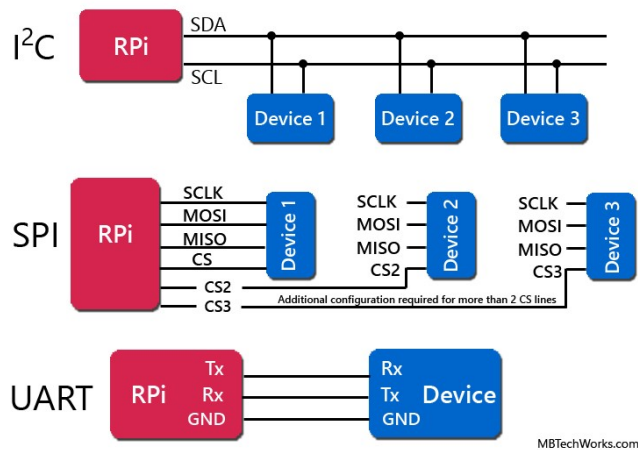 I²C
RPi
SDA
SCL
Device 1
Device 2
Device 3
SPI
RPi
SCLK
MOSI
MISO
CS
CS2
CS3
Device 1
SCLK
MOSI
MISO
CS2
Device 2
SCLK
MOSI
MISO
CS3
Device 3
Additional configuration required for more than 2 CS lines
UART
RPi
Tx
Rx
GND
Rx
Tx
GND
Device
MBTechWorks.com